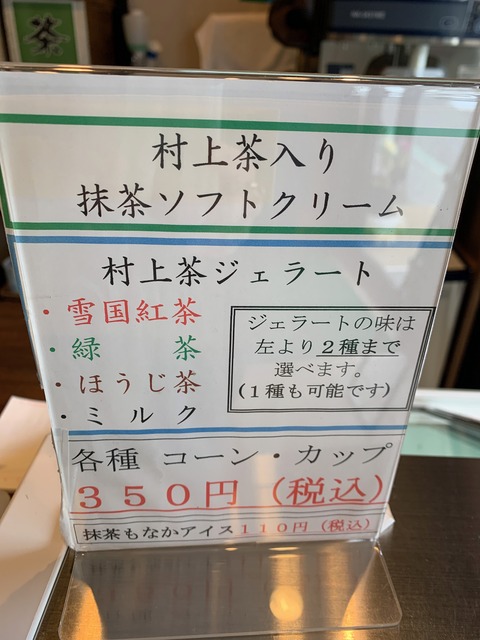 茶
村上茶入り
抹茶ソフトクリーム
村上茶ジェラート
・雪国紅茶
・緑　　茶
・ほうじ茶
・ミルク
ジェラートの味は
左より２種まで
選べます。
(１種も可能です)
各種 コーン・カップ
３５０円（税込）
抹茶もなかアイス１１０円（税込）